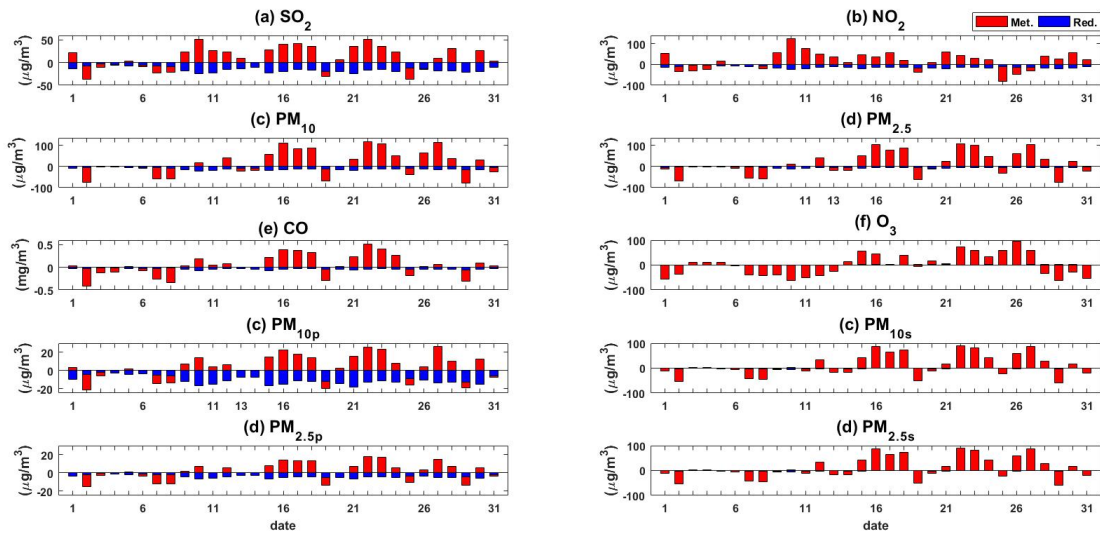 (a) SO2
50
0
-50
(μg/m3)
1 6 11 16 21 26 31
(b) NO2
Met. Red.
100
0
-100
(μg/m3)
1 6 11 16 21 26 31
(c) PM10
100
0
-100
(μg/m3)
1 6 11 16 21 26 31
(d) PM2.5
100
0
-100
(μg/m3)
1 6 11 13 16 21 26 31
(e) CO
0.5
0
-0.5
(mg/m3)
1 6 11 16 21 26 31
(f) O3
100
0
-100
(μg/m3)
1 6 11 16 21 26 31
(c) PM10p
20
0
-20
(μg/m3)
1 6 11 13 16 21 26 31
(c) PM10s
100
0
-100
(μg/m3)
1 6 11 16 21 26 31
(d) PM2.5p
20
0
-20
(μg/m3)
1 6 11 16 21 26 31
date
(d) PM2.5s
100
0
-100
(μg/m3)
1 6 11 16 21 26 31
date